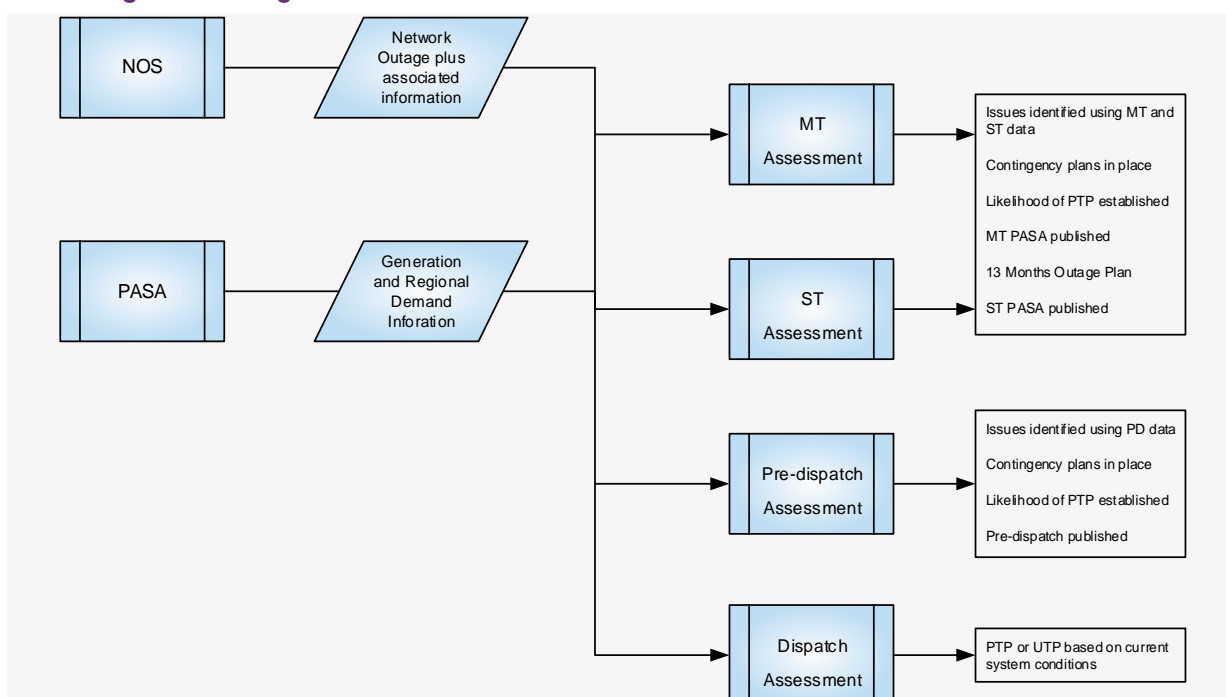 NOS
Network
Outage plus
associated
information
MT
Assessment
Issues identified using MT and
ST data
Contingency plans in place
Likelihood of PTP established
MT PASA published
13 Months Outage Plan
ST PASA published
PASA
Generation
and Regional
Demand
Inforation
ST
Assessment
Pre-dispatch
Assessment
Issues identified using PD data
Contingency plans in place
Likelihood of PTP established
Pre-dispatch published
Dispatch
Assessment
PTP or UTP based on current
system conditions